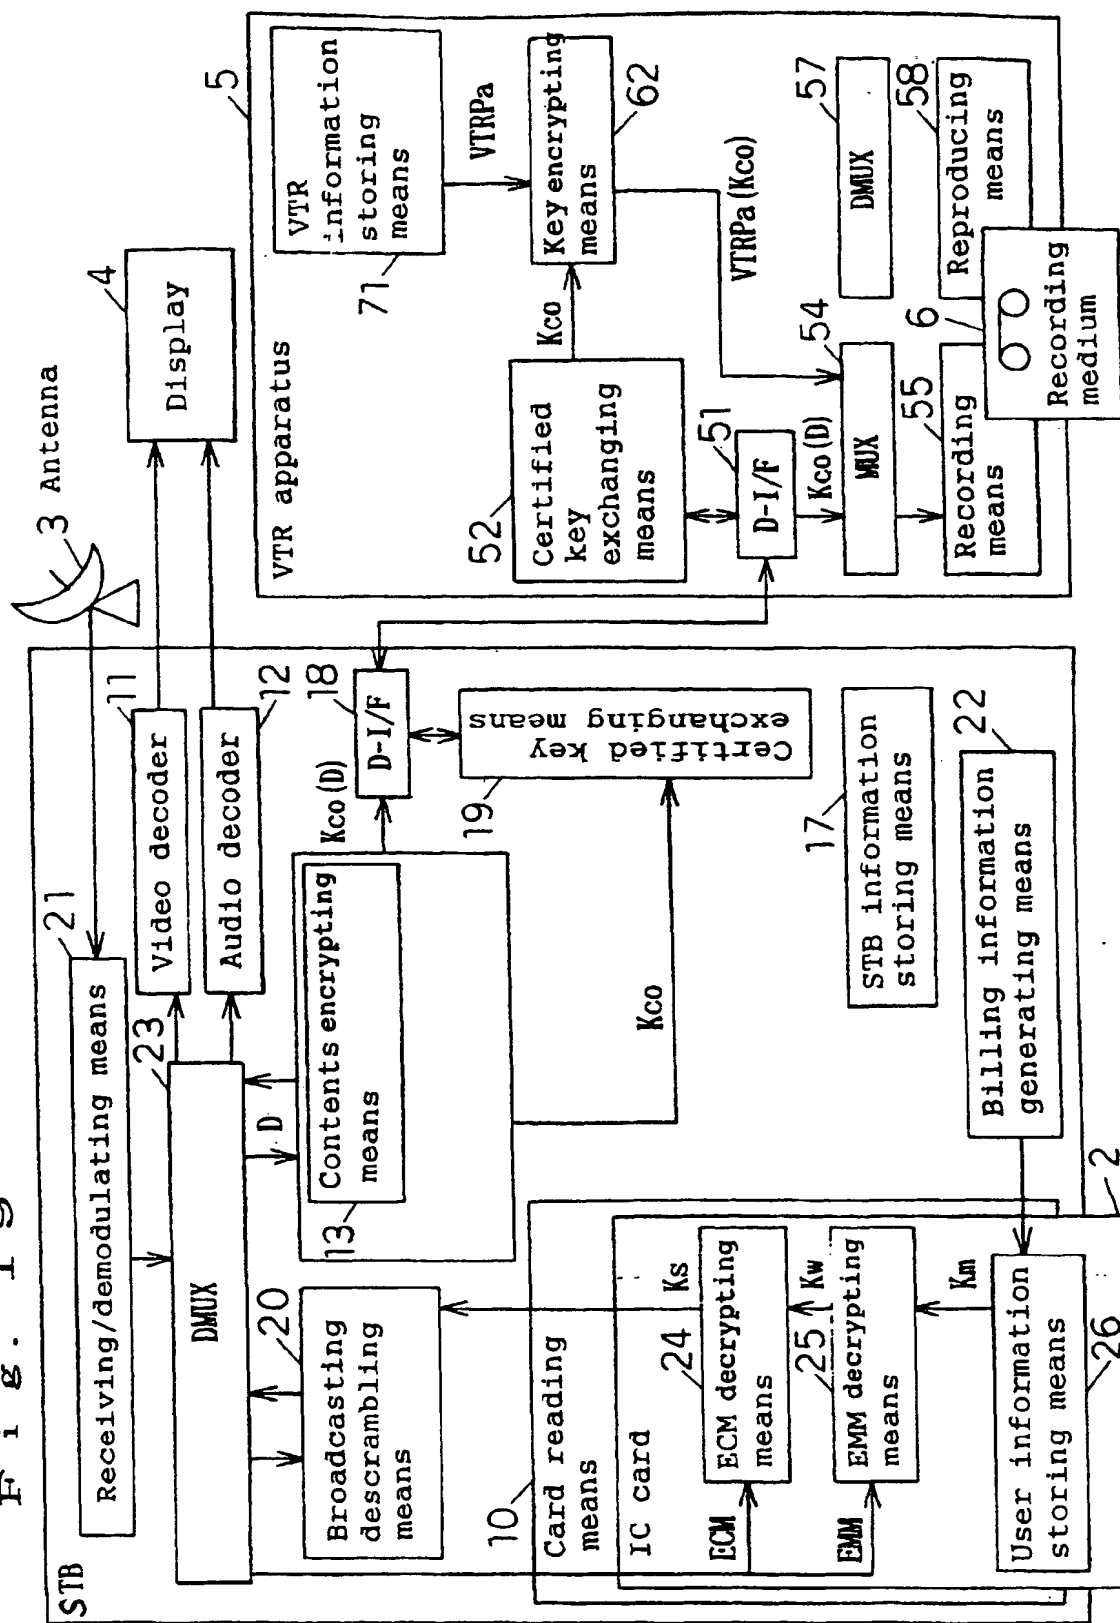 Fig. 19
STB
Receiving/demodulating means
21
3 Antenna
DMUX
23
Video decoder
11
Audio decoder
12
Display
4
Broadcasting
descrambling
means
20
D
Contents encrypting
means
13
Kco(D)
D-I/F
18
Certified key
exchanging means
19
Kco
STB information
storing means
17
Billing information
generating means
22
Card reading
means
10
IC card
2
ECM
ECM decrypting
means
24
Ks
Kw
EMM
EMM decrypting
means
25
Km
User information
storing means
26
VTR apparatus
5
VTR
information
storing
means
71
VTRPa
Certified
key
exchanging
means
52
Kco
Key encrypting
means
62
VTRPa(Kco)
D-I/F
51
Kco(D)
MUX
54
DMUX
57
Recording
means
55
Reproducing
means
58
6
Recording
medium